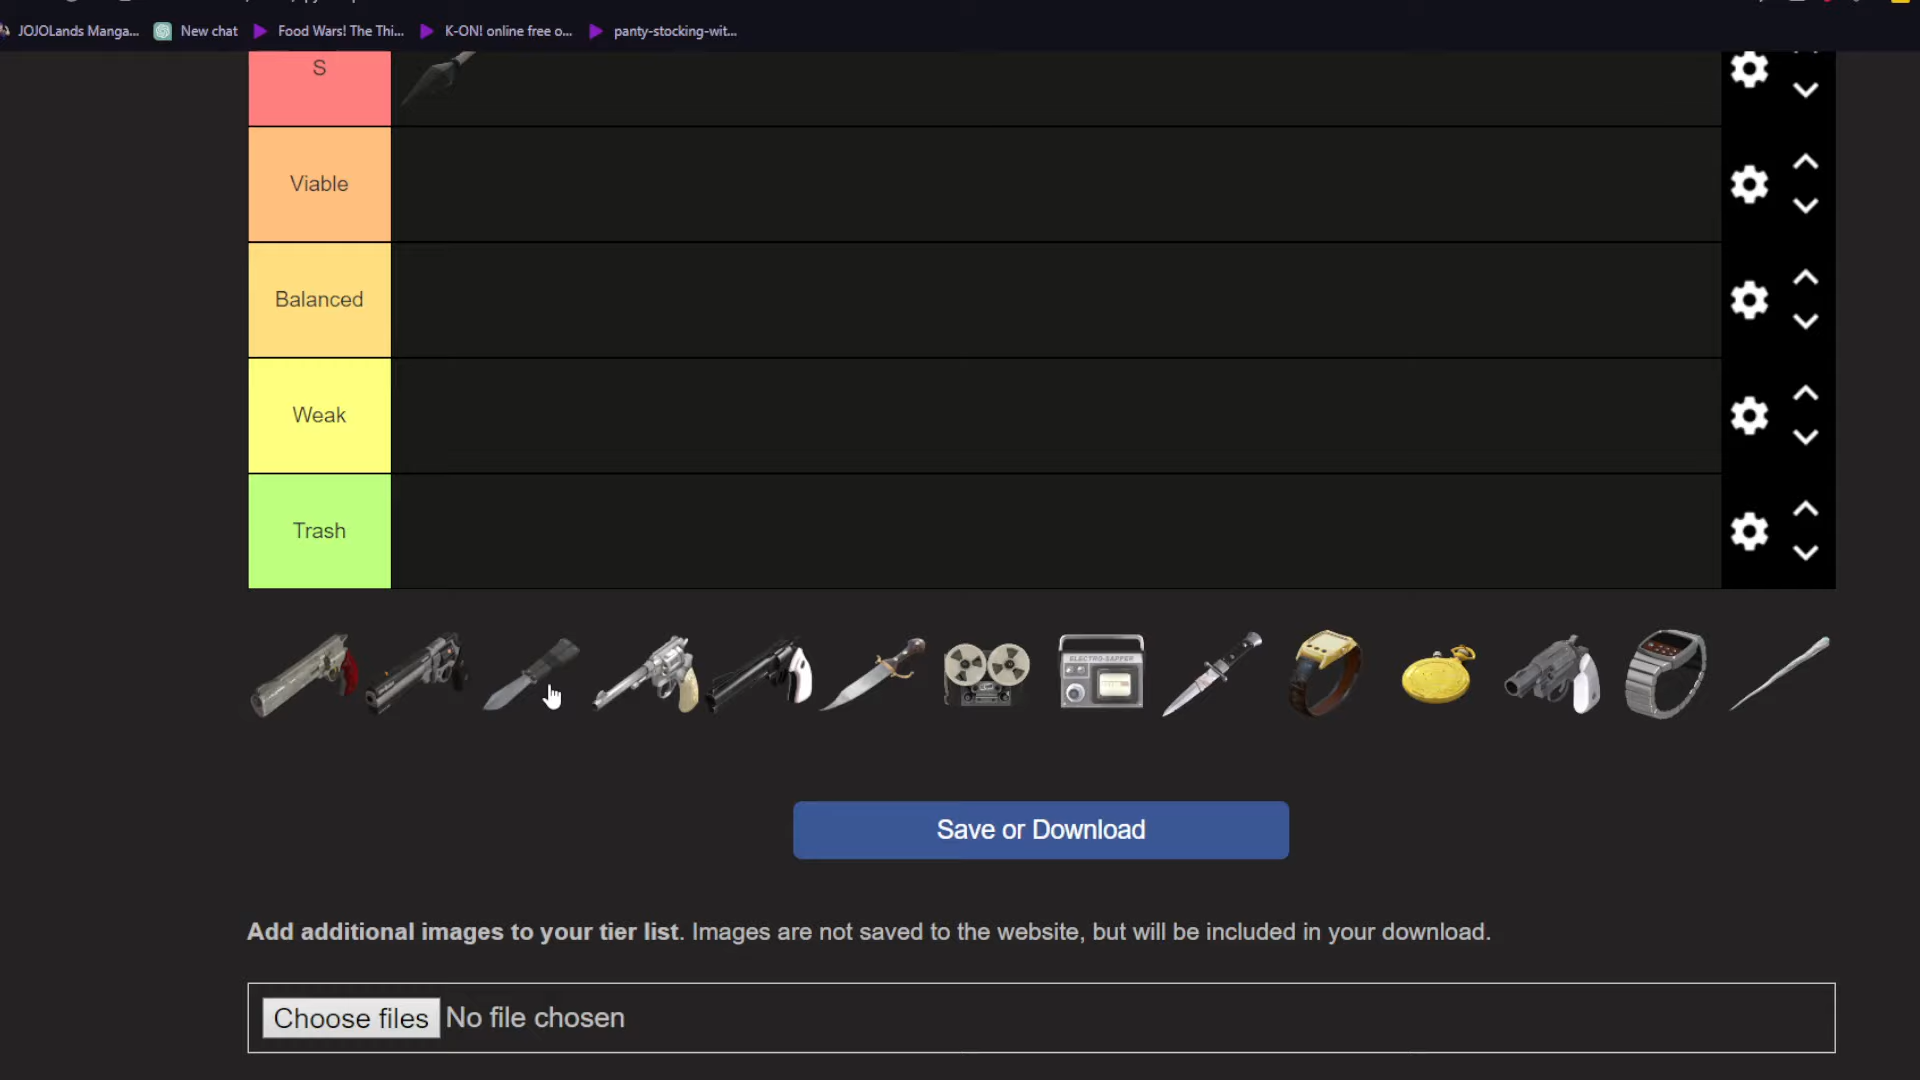 JOJOLands Manga... New chat Food Wars! The Thi... K-ON! online free o... panty-stocking-wit...
S
Viable
Balanced
Weak
Trash
ELECTRO-SAPPER
Save or Download
Add additional images to your tier list. Images are not saved to the website, but will be included in your download.
Choose files No file chosen